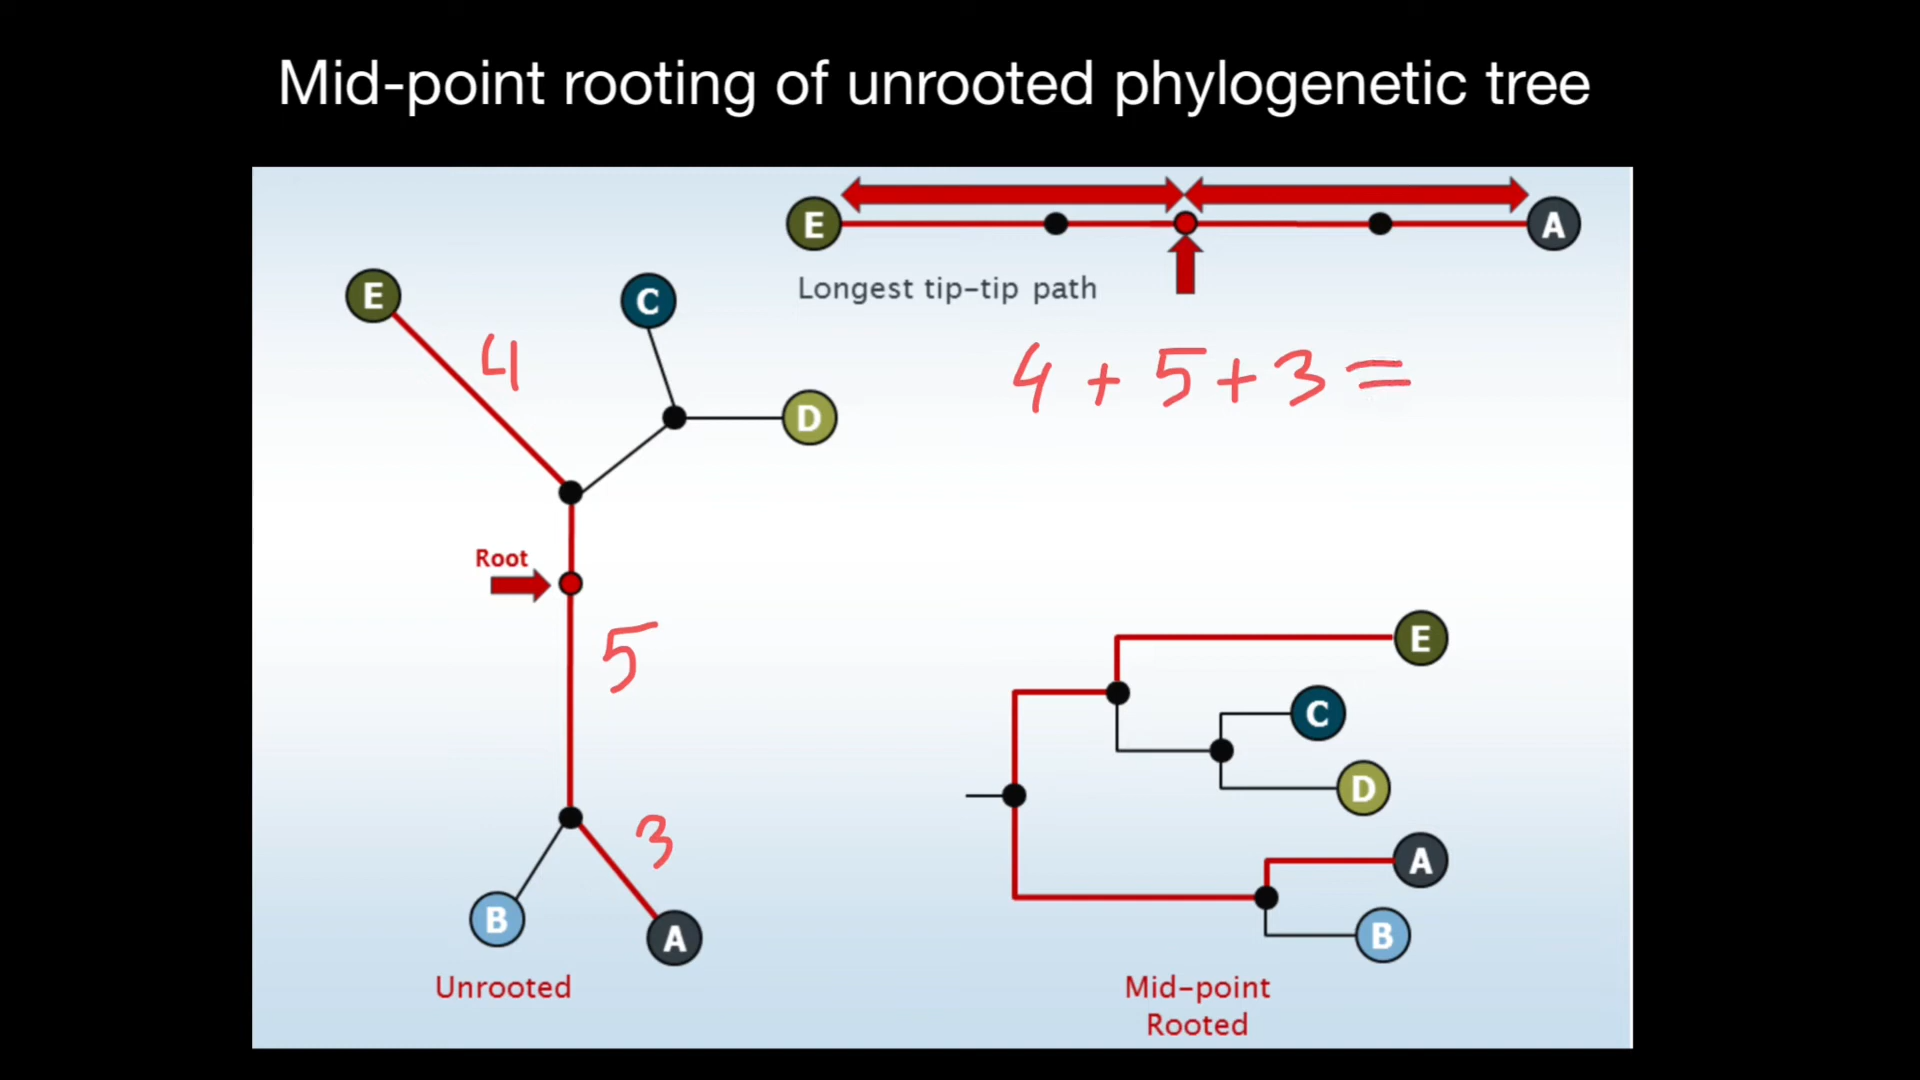 Mid-point rooting of unrooted phylogenetic tree
E
A
Longest tip-tip path
E
C
4
4 + 5 + 3 =
D
Root
5
E
C
D
3
A
B
A
B
Unrooted
Mid-point
Rooted